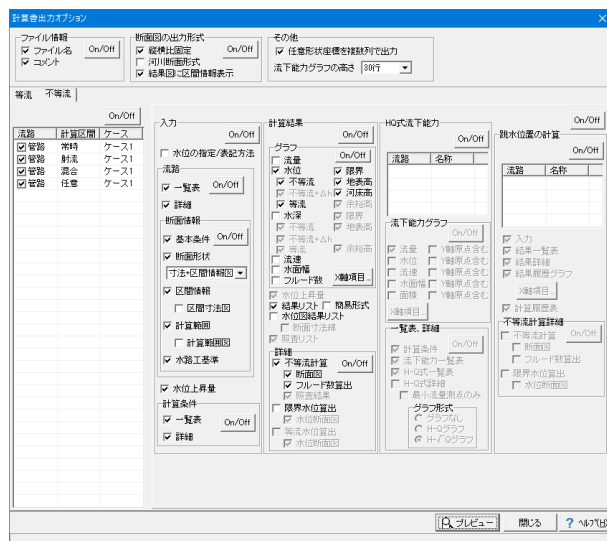 計算書出力オプション
ファイル情報
ファイル名
On/Off
コメント
断面図の出力形式
縦横比固定
On/Off
河川断面形式
結果図に区間情報表示
その他
任意形状座標を複数列で出力
流下能力グラフの高さ 30行
等流 不等流
On/Off
流路 計算区間 ケース
管路 常時 ケース1
管路 射流 ケース1
管路 混合 ケース1
管路 任意 ケース1
入力
On/Off
水位の指定/表記方法
流路
一覧表 On/Off
詳細
断面情報
基本条件 On/Off
断面形状
寸法+区間情報図
区間情報
区間寸法図
計算範囲
計算範囲図
水路工基準
水位上昇量
計算条件
一覧表 On/Off
詳細
計算結果
On/Off
グラフ
流量 On/Off
水位 限界
不等流 地表高
不等流+Δh 河床高
等流 余裕高
水深 限界
不等流 地表高
不等流+Δh
等流 余裕高
流速
水面幅
フルード数 X軸項目...
水位上昇量
結果リスト 簡易形式
水位図結果リスト
断面寸法線
照査リスト
詳細
不等流計算 On/Off
断面図
フルード数算出
照査結果
限界水位算出
水位断面図
等流水位算出
水位断面図
HQ式流下能力
On/Off
流路 名称
流下能力グラフ
On/Off
流量 Y軸原点含む
水位 Y軸原点含む
流速 Y軸原点含む
水面幅 Y軸原点含む
面積 Y軸原点含む
X軸項目...
一覧表、詳細
計算条件 On/Off
流下能力一覧表
H-Q式一覧表
H-Q式詳細
最小流量測点のみ
グラフ形式
グラフなし
H-Qグラフ
H-√Qグラフ
On/Off
跳水位置の計算
On/Off
流路 名称
入力
結果一覧表
結果詳細
結果履歴グラフ
X軸項目...
計算履歴表
不等流計算詳細
不等流計算 On/Off
断面図
フルード数算出
限界水位算出
水位断面図
プレビュー 閉じる ? ヘルプ(H)